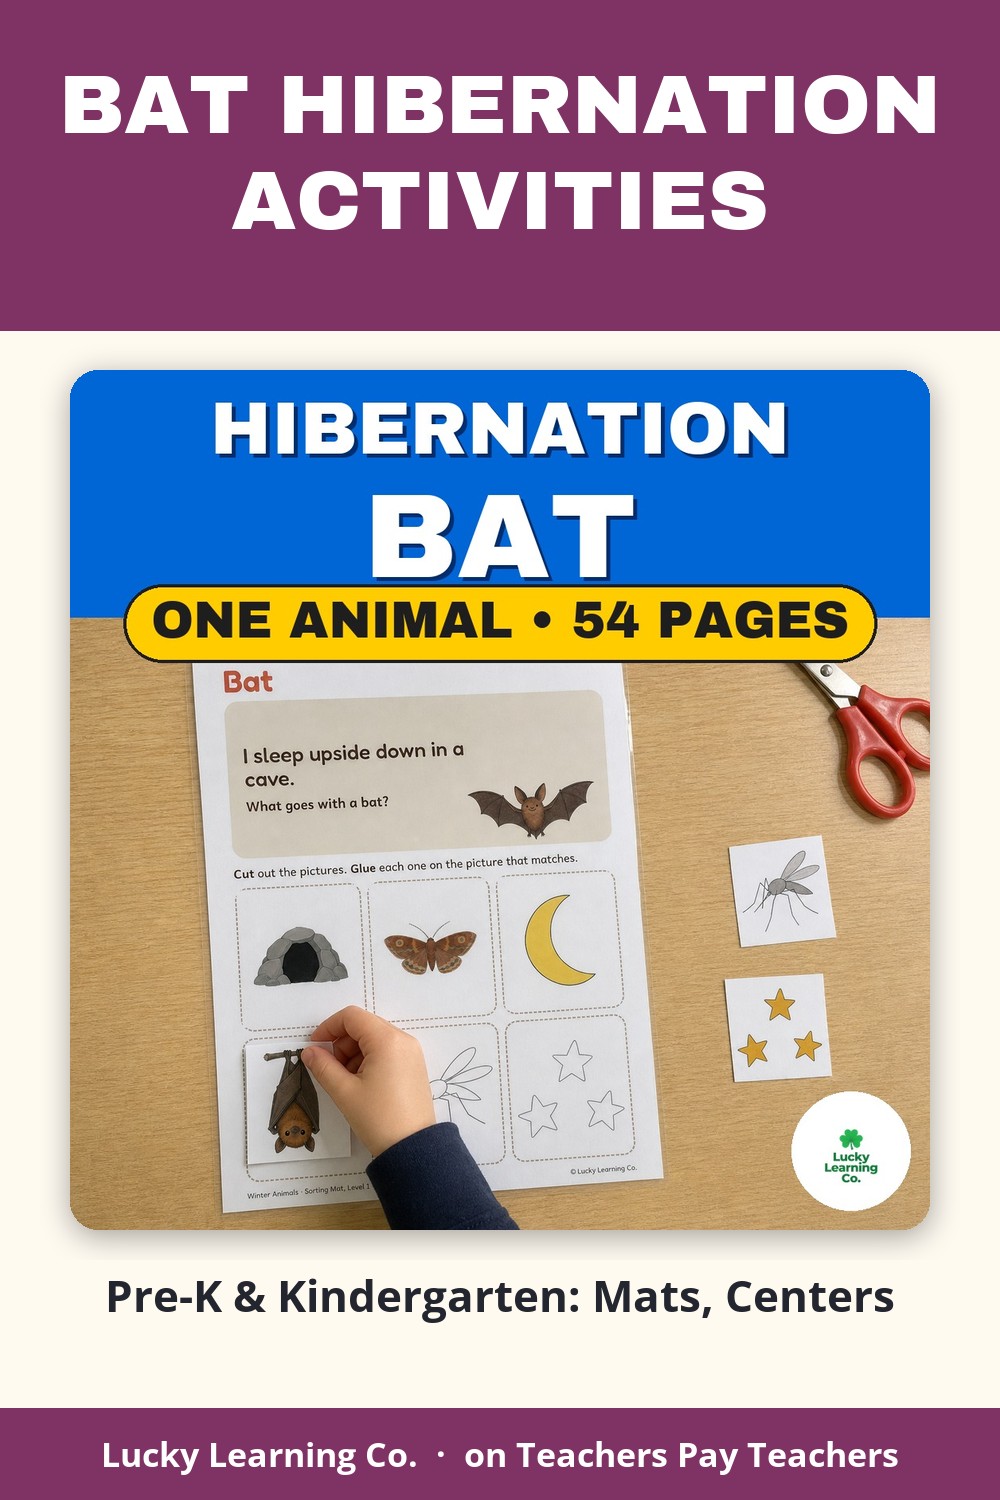 BAT HIBERNATION
ACTIVITIES
HIBERNATION
BAT
ONE ANIMAL • 54 PAGES
Bat
I sleep upside down in a
cave.
What goes with a bat?
Cut out the pictures. Glue each one on the picture that matches.
Winter Animals · Sorting Mat, Level
© Lucky Learning Co.
Lucky
Learning
Co.
Pre-K & Kindergarten: Mats, Centers
Lucky Learning Co. · on Teachers Pay Teachers